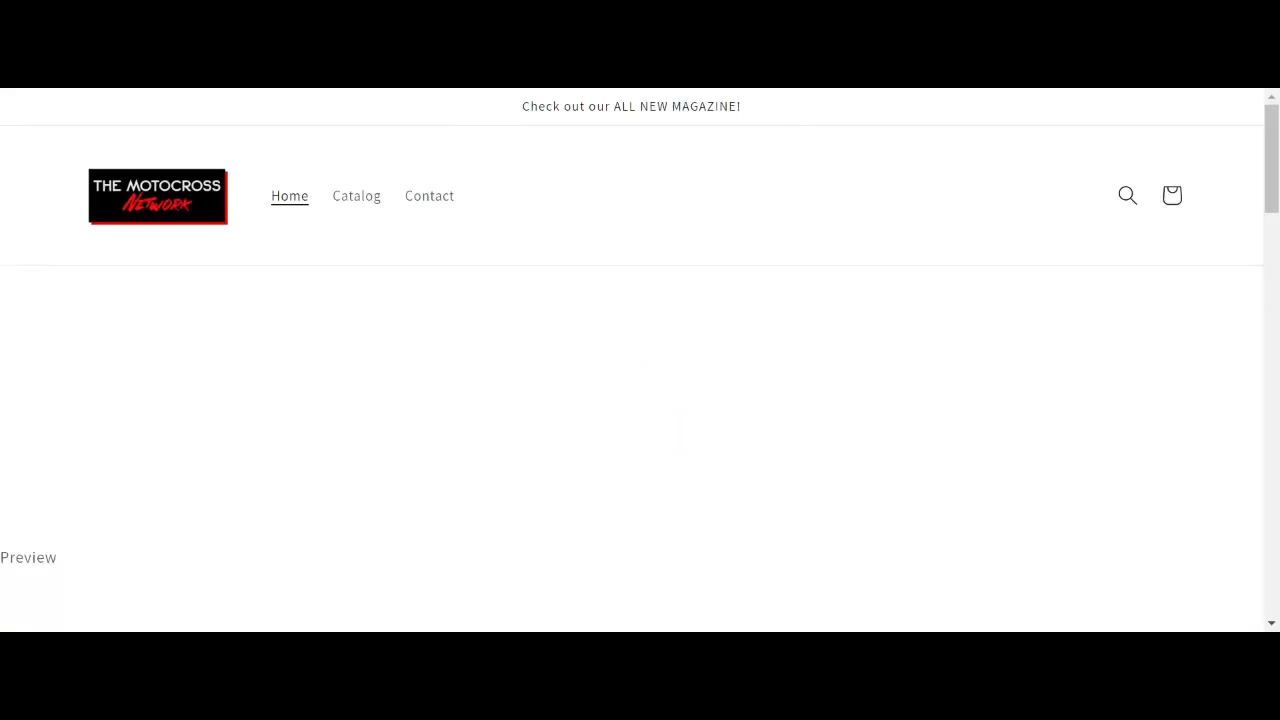 Check out our ALL NEW MAGAZINE!
THE MOTOCROSS
NETWORK
Home Catalog Contact
Preview